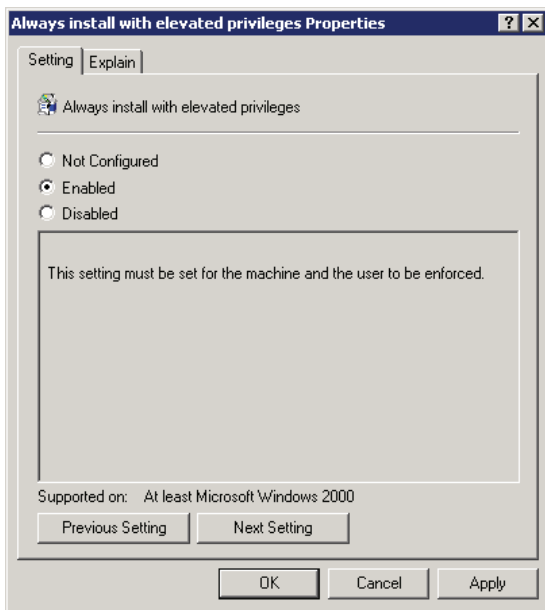 Always install with elevated privileges Properties
Setting
Explain
Always install with elevated privileges
Not Configured
Enabled
Disabled
This setting must be set for the machine and the user to be enforced.
Supported on: At least Microsoft Windows 2000
Previous Setting
Next Setting
OK
Cancel
Apply